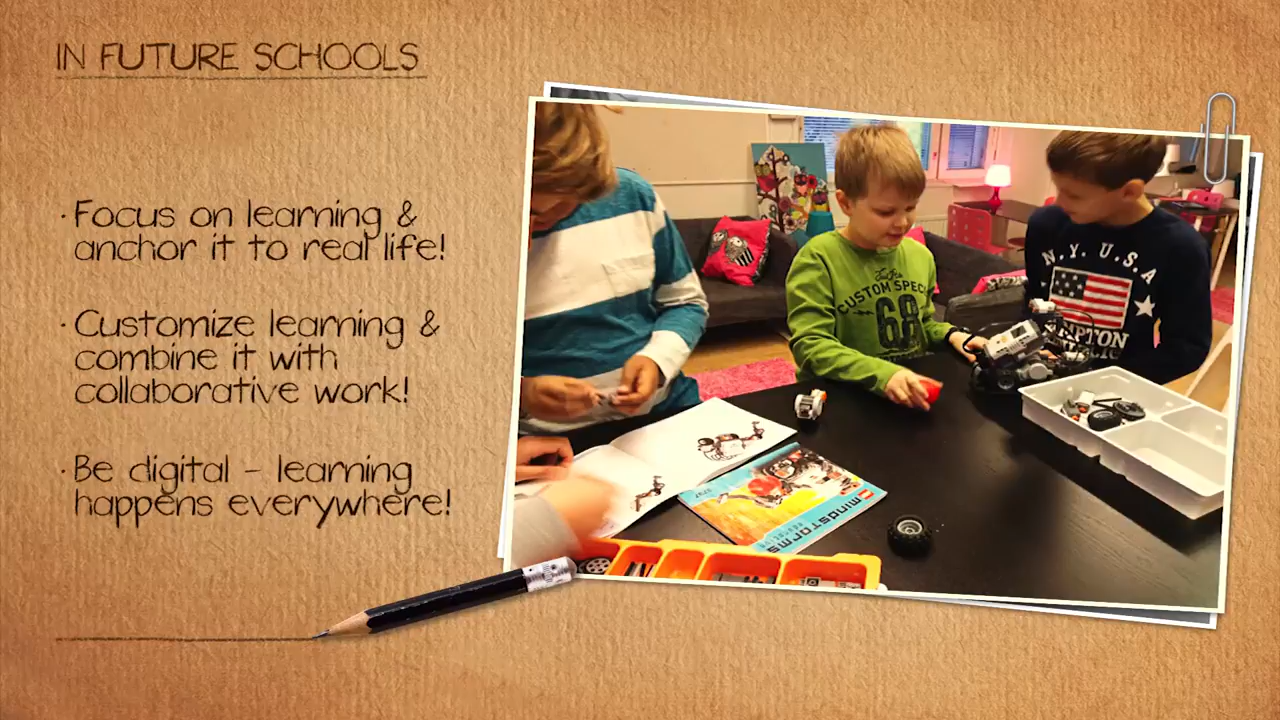 IN FUTURE SCHOOLS
· Focus on learning &
anchor it to real life!
· Customize learning &
combine it with
collaborative work!
· Be digital - learning
happens everywhere!
CUSTOM SPEC
68
N.Y. U.S.A
mindstorms